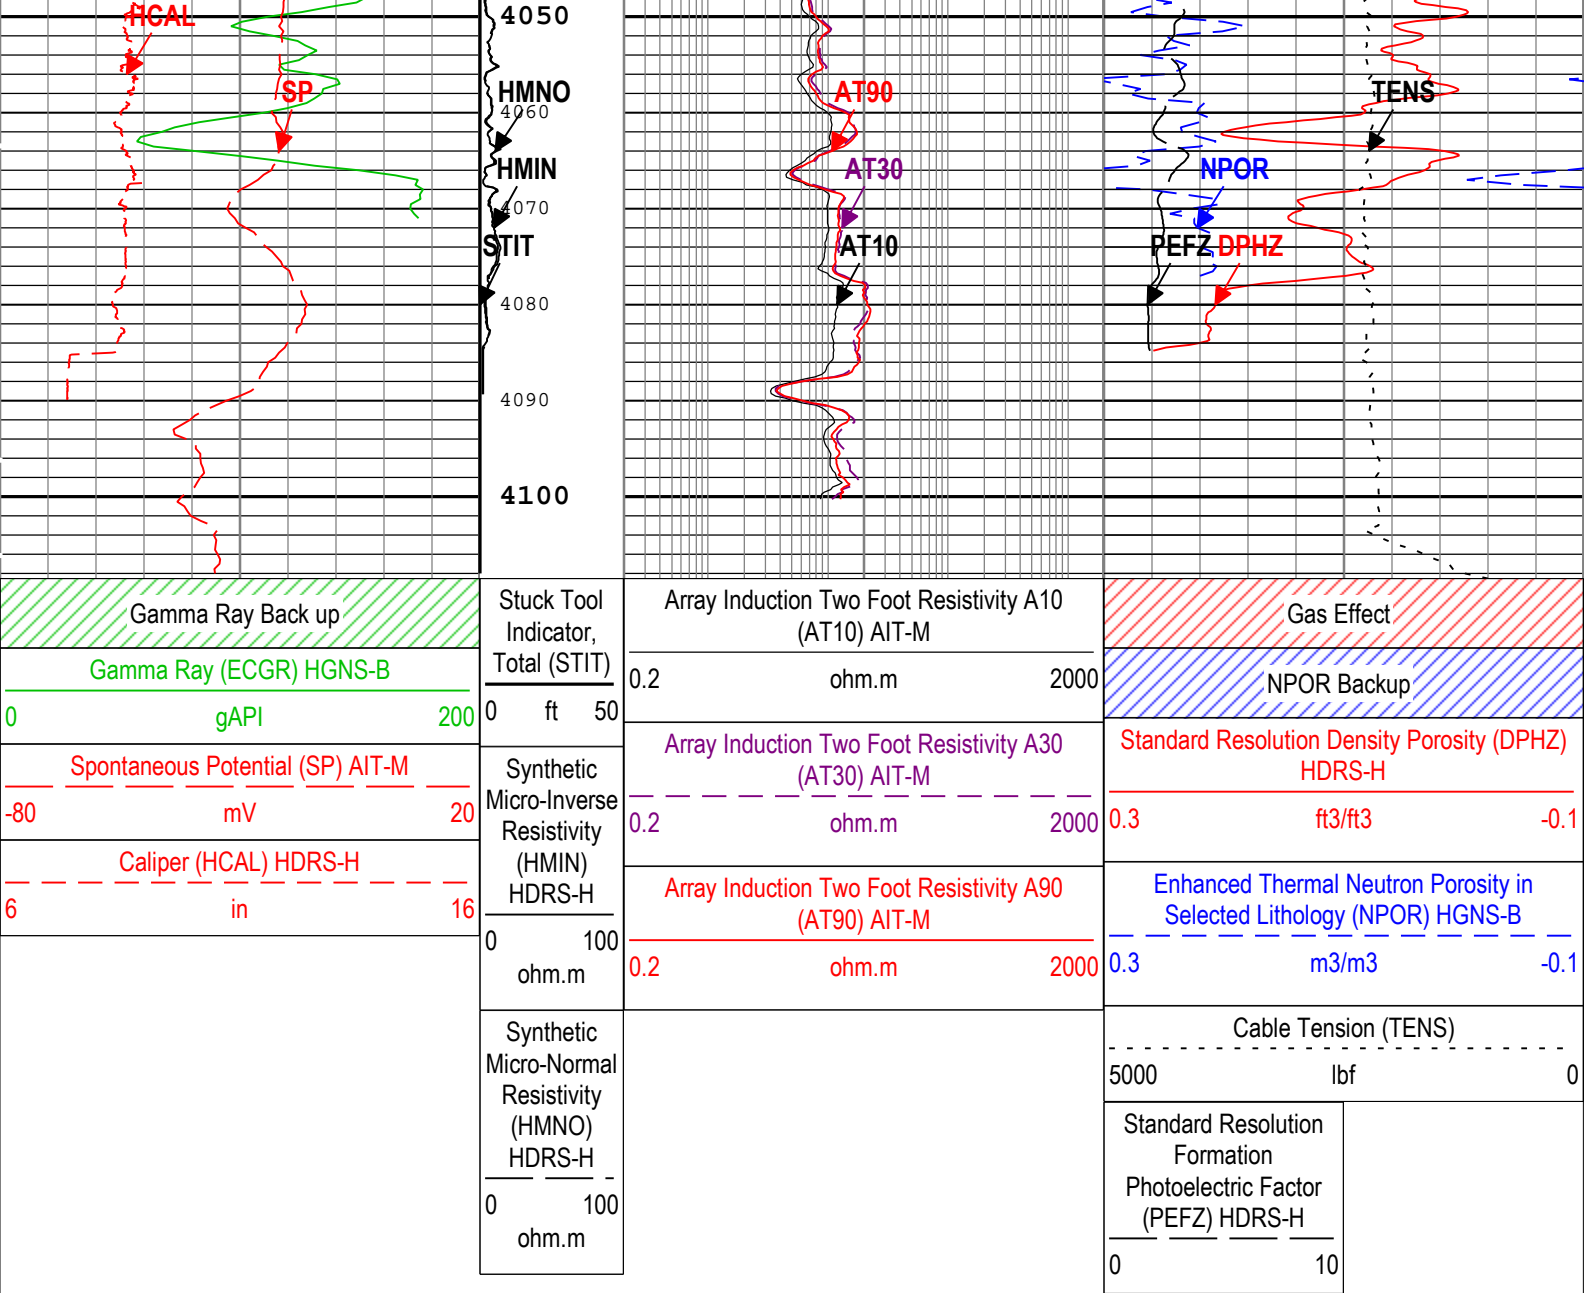 HCAL
4050
SP
HMNO
4060
AT90
TENS
HMIN
AT30
NPOR
4070
STIT
AT10
PEFZ DPHZ
4080
4090
4100
Gamma Ray Back up
Gamma Ray (ECGR) HGNS-B
0 gAPI 200
Spontaneous Potential (SP) AIT-M
-80 mV 20
Caliper (HCAL) HDRS-H
6 in 16
Stuck Tool
Indicator,
Total (STIT)
0 ft 50
Synthetic
Micro-Inverse
Resistivity
(HMIN)
HDRS-H
0 100
ohm.m
Synthetic
Micro-Normal
Resistivity
(HMNO)
HDRS-H
0 100
ohm.m
Array Induction Two Foot Resistivity A10
(AT10) AIT-M
0.2 ohm.m 2000
Array Induction Two Foot Resistivity A30
(AT30) AIT-M
0.2 ohm.m 2000
Array Induction Two Foot Resistivity A90
(AT90) AIT-M
0.2 ohm.m 2000
Gas Effect
NPOR Backup
Standard Resolution Density Porosity (DPHZ)
HDRS-H
0.3 ft3/ft3 -0.1
Enhanced Thermal Neutron Porosity in
Selected Lithology (NPOR) HGNS-B
0.3 m3/m3 -0.1
Cable Tension (TENS)
5000 lbf 0
Standard Resolution
Formation
Photoelectric Factor
(PEFZ) HDRS-H
0 10